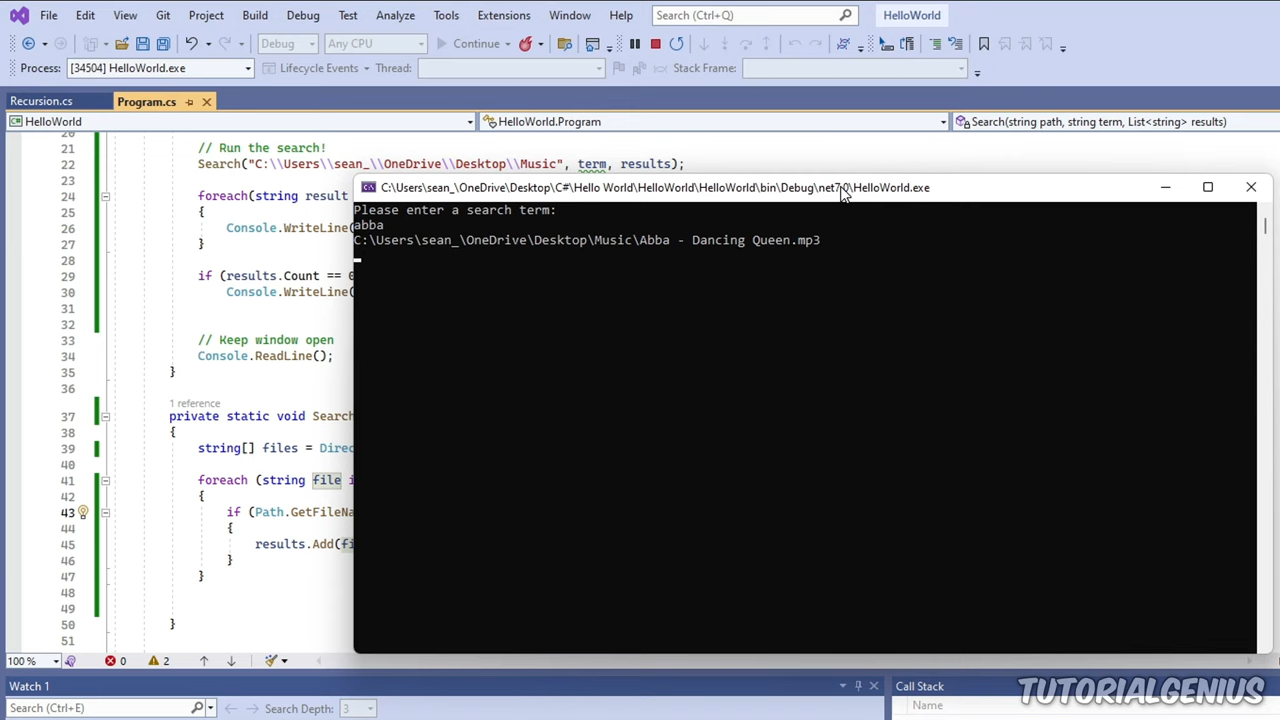 File Edit View Git Project Build Debug Test Analyze Tools Extensions Window Help Search (Ctrl+Q) HelloWorld
Debug Any CPU Continue
Process: [34504] HelloWorld.exe Lifecycle Events Thread: Stack Frame:
Recursion.cs Program.cs
HelloWorld HelloWorld.Program Search(string path, string term, List<string> results)
20
21 // Run the search!
22 Search("C:\\Users\\sean_\\OneDrive\\Desktop\\Music", term, results);
23
24 foreach(string result
25 {
26 Console.WriteLine(
27 }
28
29 if (results.Count == 0
30 Console.WriteLine(
31
32
33 // Keep window open
34 Console.ReadLine();
35 }
36
1 reference
37 private static void Search
38 {
39 string[] files = Direc
40
41 foreach (string file i
42 {
43 if (Path.GetFileNa
44 {
45 results.Add(fi
46 }
47 }
48
49
50 }
51
C:\Users\sean_\OneDrive\Desktop\C#\Hello World\HelloWorld\HelloWorld\bin\Debug\net7.0\HelloWorld.exe
Please enter a search term:
abba
C:\Users\sean_\OneDrive\Desktop\Music\Abba - Dancing Queen.mp3
100 % 0 2
Watch 1 Call Stack
Search (Ctrl+E) Search Depth: 3 Name
TUTORIALGENIUS